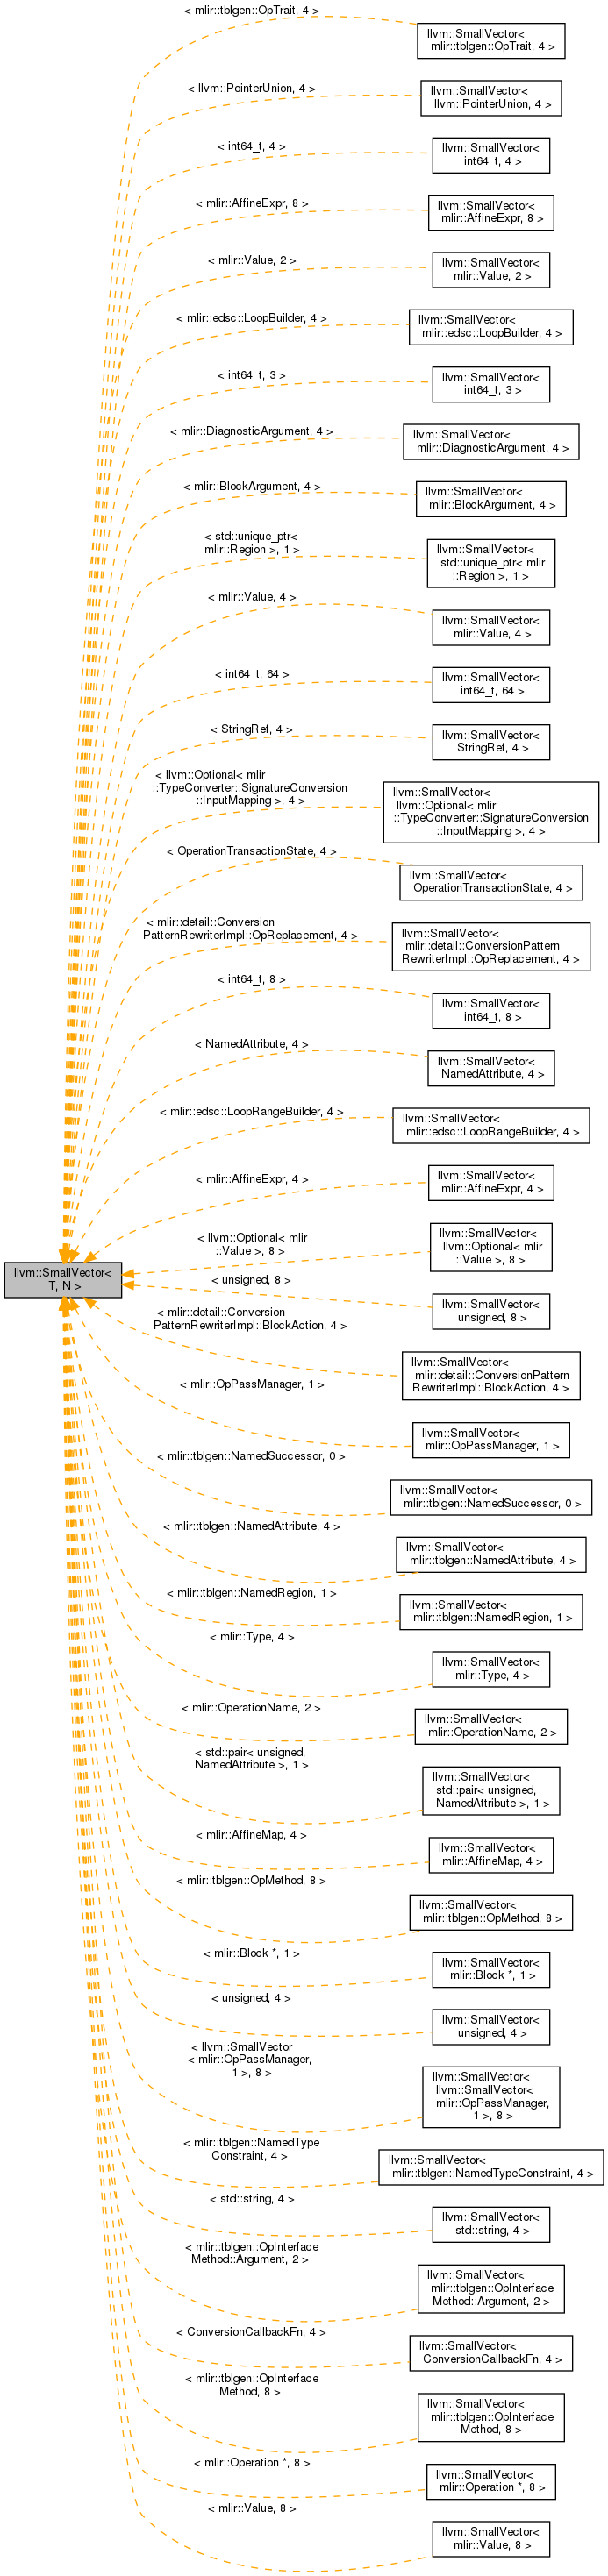 < mlir::tblgen::OpTrait, 4 >
llvm::SmallVector<
mlir::tblgen::OpTrait, 4 >
< llvm::PointerUnion, 4 >
llvm::SmallVector<
llvm::PointerUnion, 4 >
< int64_t, 4 >
llvm::SmallVector<
int64_t, 4 >
< mlir::AffineExpr, 8 >
llvm::SmallVector<
mlir::AffineExpr, 8 >
< mlir::Value, 2 >
llvm::SmallVector<
mlir::Value, 2 >
< mlir::edsc::LoopBuilder, 4 >
llvm::SmallVector<
mlir::edsc::LoopBuilder, 4 >
< int64_t, 3 >
llvm::SmallVector<
int64_t, 3 >
< mlir::DiagnosticArgument, 4 >
llvm::SmallVector<
mlir::DiagnosticArgument, 4 >
< mlir::BlockArgument, 4 >
llvm::SmallVector<
mlir::BlockArgument, 4 >
< std::unique_ptr<
mlir::Region >, 1 >
llvm::SmallVector<
std::unique_ptr< mlir
::Region >, 1 >
< mlir::Value, 4 >
llvm::SmallVector<
mlir::Value, 4 >
< int64_t, 64 >
llvm::SmallVector<
int64_t, 64 >
< StringRef, 4 >
llvm::SmallVector<
StringRef, 4 >
< llvm::Optional< mlir
::TypeConverter::SignatureConversion
::InputMapping >, 4 >
llvm::SmallVector<
llvm::Optional< mlir
::TypeConverter::SignatureConversion
::InputMapping >, 4 >
< OperationTransactionState, 4 >
llvm::SmallVector<
OperationTransactionState, 4 >
< mlir::detail::Conversion
PatternRewriterImpl::OpReplacement, 4 >
llvm::SmallVector<
mlir::detail::ConversionPattern
RewriterImpl::OpReplacement, 4 >
< int64_t, 8 >
llvm::SmallVector<
int64_t, 8 >
< NamedAttribute, 4 >
llvm::SmallVector<
NamedAttribute, 4 >
< mlir::edsc::LoopRangeBuilder, 4 >
llvm::SmallVector<
mlir::edsc::LoopRangeBuilder, 4 >
< mlir::AffineExpr, 4 >
llvm::SmallVector<
mlir::AffineExpr, 4 >
< llvm::Optional< mlir
::Value >, 8 >
llvm::SmallVector<
llvm::Optional< mlir
::Value >, 8 >
llvm::SmallVector<
T, N >
< unsigned, 8 >
llvm::SmallVector<
unsigned, 8 >
< mlir::detail::Conversion
PatternRewriterImpl::BlockAction, 4 >
llvm::SmallVector<
mlir::detail::ConversionPattern
RewriterImpl::BlockAction, 4 >
< mlir::OpPassManager, 1 >
llvm::SmallVector<
mlir::OpPassManager, 1 >
< mlir::tblgen::NamedSuccessor, 0 >
llvm::SmallVector<
mlir::tblgen::NamedSuccessor, 0 >
< mlir::tblgen::NamedAttribute, 4 >
llvm::SmallVector<
mlir::tblgen::NamedAttribute, 4 >
< mlir::tblgen::NamedRegion, 1 >
llvm::SmallVector<
mlir::tblgen::NamedRegion, 1 >
< mlir::Type, 4 >
llvm::SmallVector<
mlir::Type, 4 >
< mlir::OperationName, 2 >
llvm::SmallVector<
mlir::OperationName, 2 >
< std::pair< unsigned,
NamedAttribute >, 1 >
llvm::SmallVector<
std::pair< unsigned,
NamedAttribute >, 1 >
< mlir::AffineMap, 4 >
llvm::SmallVector<
mlir::AffineMap, 4 >
< mlir::tblgen::OpMethod, 8 >
llvm::SmallVector<
mlir::tblgen::OpMethod, 8 >
< mlir::Block *, 1 >
llvm::SmallVector<
mlir::Block *, 1 >
< unsigned, 4 >
llvm::SmallVector<
unsigned, 4 >
< llvm::SmallVector
< mlir::OpPassManager,
1 >, 8 >
llvm::SmallVector<
llvm::SmallVector<
mlir::OpPassManager,
1 >, 8 >
< mlir::tblgen::NamedType
Constraint, 4 >
llvm::SmallVector<
mlir::tblgen::NamedTypeConstraint, 4 >
< std::string, 4 >
llvm::SmallVector<
std::string, 4 >
< mlir::tblgen::OpInterface
Method::Argument, 2 >
llvm::SmallVector<
mlir::tblgen::OpInterface
Method::Argument, 2 >
< ConversionCallbackFn, 4 >
llvm::SmallVector<
ConversionCallbackFn, 4 >
< mlir::tblgen::OpInterface
Method, 8 >
llvm::SmallVector<
mlir::tblgen::OpInterface
Method, 8 >
< mlir::Operation *, 8 >
llvm::SmallVector<
mlir::Operation *, 8 >
< mlir::Value, 8 >
llvm::SmallVector<
mlir::Value, 8 >